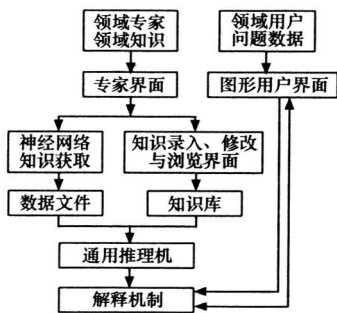 领域专家
领域知识
领域用户
问题数据
专家界面
图形用户界面
神经网络
知识获取
知识录入、修改
与浏览界面
数据文件
知识库
通用推理机
解释机制